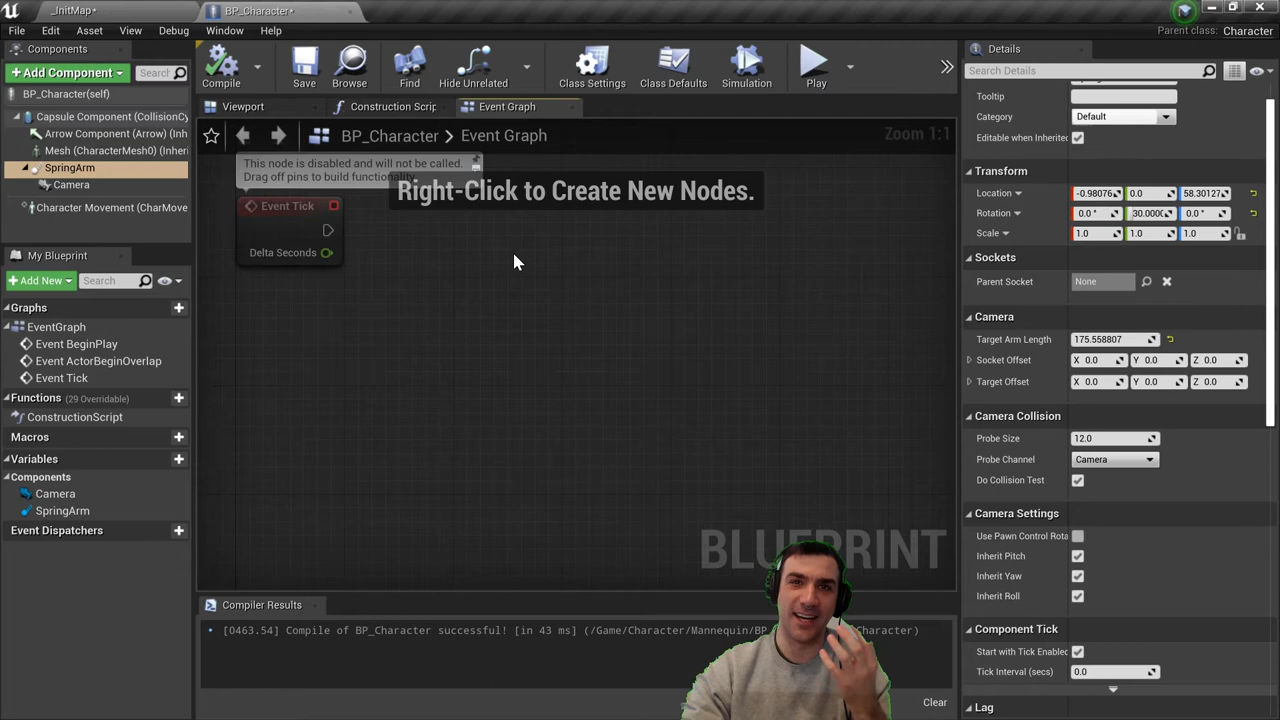 _InitMap*
BP_Character*
File Edit Asset View Debug Window Help
Parent class: Character
Components
+ Add Component
Search
BP_Character(self)
Capsule Component (CollisionCy
Arrow Component (Arrow) (Inh
Mesh (CharacterMesh0) (Inheri
SpringArm
Camera
Character Movement (CharMove
My Blueprint
+ Add New
Search
Graphs
EventGraph
Event BeginPlay
Event ActorBeginOverlap
Event Tick
Functions (29 Overridable)
ConstructionScript
Macros
Variables
Components
Camera
SpringArm
Event Dispatchers
Compile
Save
Browse
Find
Hide Unrelated
Class Settings
Class Defaults
Simulation
Play
Viewport
Construction Scrip
Event Graph
BP_Character > Event Graph
Zoom 1:1
This node is disabled and will not be called.
Drag off pins to build functionality.
Right-Click to Create New Nodes.
Event Tick
Delta Seconds
BLUEPRINT
Compiler Results
[0463.54] Compile of BP_Character successful! [in 43 ms] (/Game/Character/Mannequin/BP_ Character)
Clear
Details
Search Details
Tooltip
Category Default
Editable when Inherited
Transform
Location -0.98076 0.0 58.30127
Rotation 0.0 ° 30.0000 0.0 °
Scale 1.0 1.0 1.0
Sockets
Parent Socket None
Camera
Target Arm Length 175.558807
Socket Offset X 0.0 Y 0.0 Z 0.0
Target Offset X 0.0 Y 0.0 Z 0.0
Camera Collision
Probe Size 12.0
Probe Channel Camera
Do Collision Test
Camera Settings
Use Pawn Control Rota
Inherit Pitch
Inherit Yaw
Inherit Roll
Component Tick
Start with Tick Enabled
Tick Interval (secs) 0.0
Lag